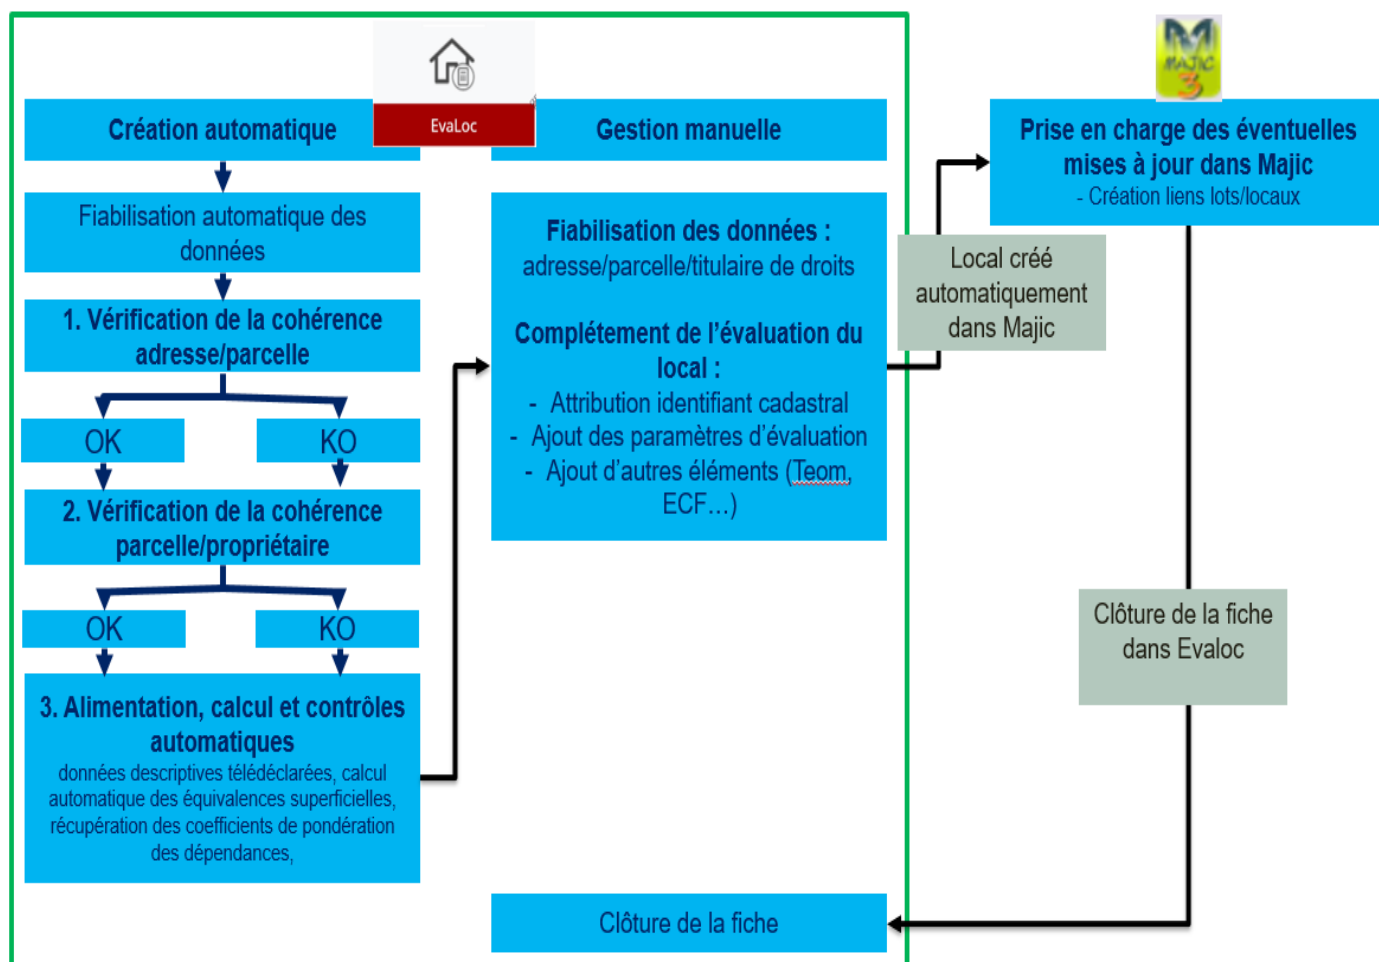 EvaLoc
Création automatique
Fiabilisation automatique des
données
1. Vérification de la cohérence
adresse/parcelle
OK
KO
2. Vérification de la cohérence
parcelle/propriétaire
OK
KO
3. Alimentation, calcul et contrôles
automatiques
données descriptives télédéclarées, calcul
automatique des équivalences superficielles,
récupération des coefficients de pondération
des dépendances,
Gestion manuelle
Fiabilisation des données :
adresse/parcelle/titulaire de droits
Complétement de l’évaluation du
local :
- Attribution identifiant cadastral
- Ajout des paramètres d’évaluation
- Ajout d’autres éléments (Teom,
ECF…)
Local créé
automatiquement
dans Majic
MAJIC
3
Prise en charge des éventuelles
mises à jour dans Majic
- Création liens lots/locaux
Clôture de la fiche
dans Evaloc
Clôture de la fiche